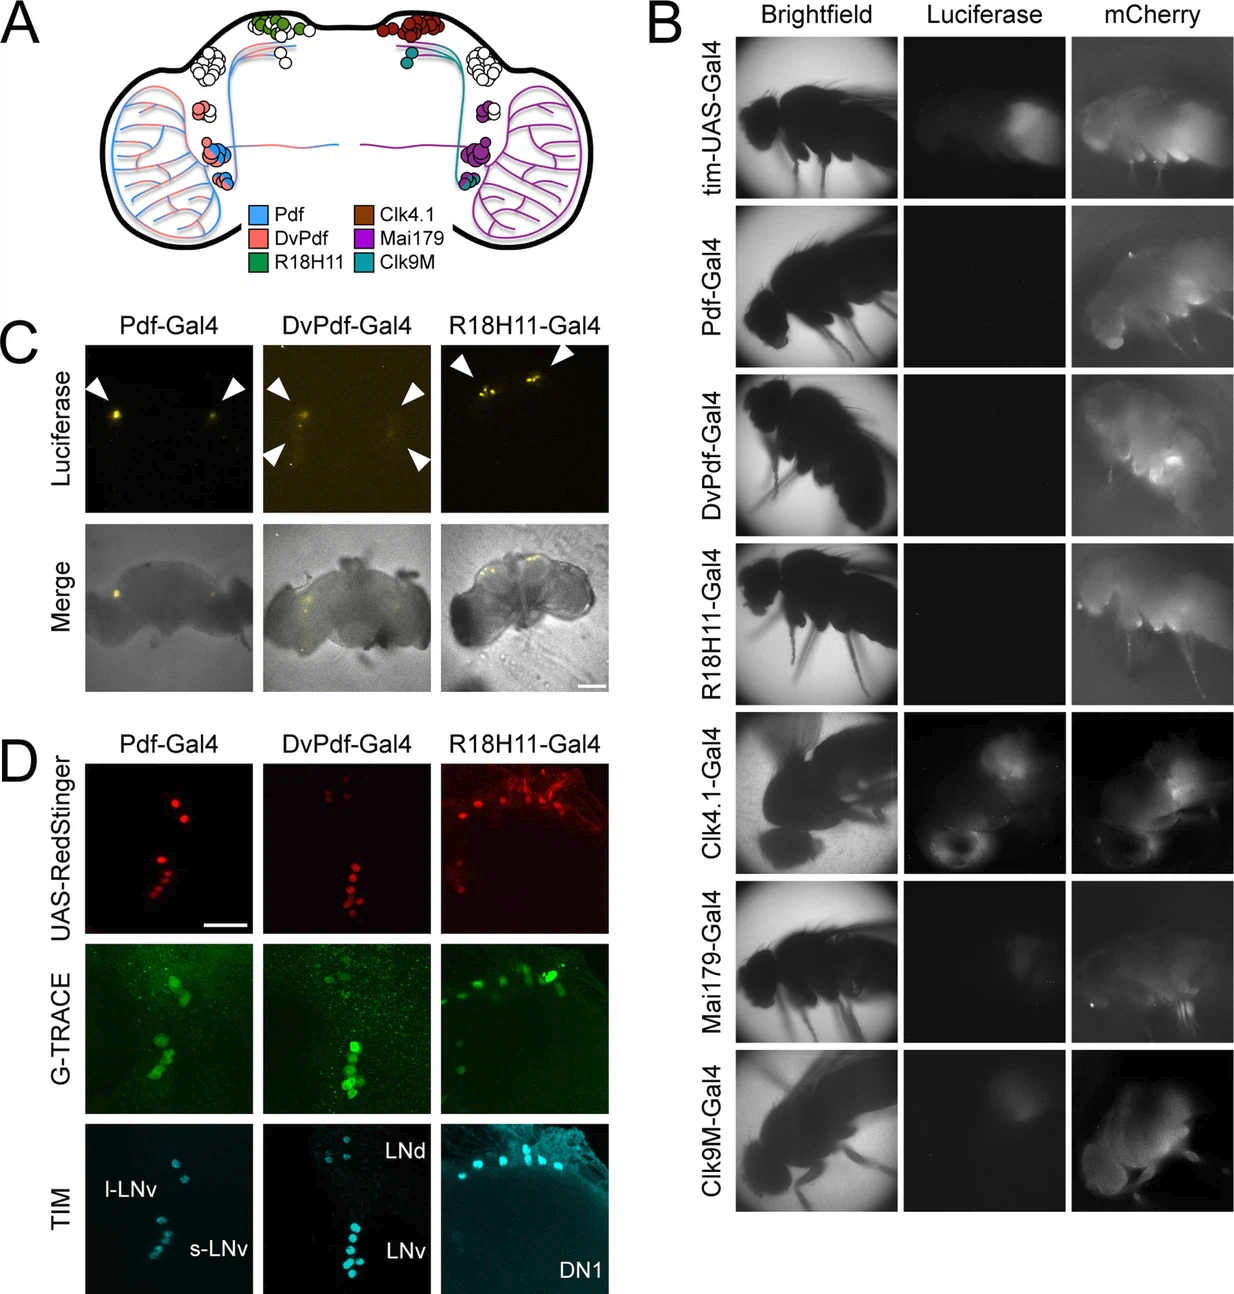 A
Pdf
DvPdf
R18H11
Clk4.1
Mai179
Clk9M
B
Brightfield
Luciferase
mCherry
tim-UAS-Gal4
Pdf-Gal4
DvPdf-Gal4
R18H11-Gal4
Clk4.1-Gal4
Mai179-Gal4
Clk9M-Gal4
C
Pdf-Gal4
DvPdf-Gal4
R18H11-Gal4
Luciferase
Merge
D
Pdf-Gal4
DvPdf-Gal4
R18H11-Gal4
UAS-RedStinger
G-TRACE
TIM
l-LNv
s-LNv
LNd
LNv
DN1